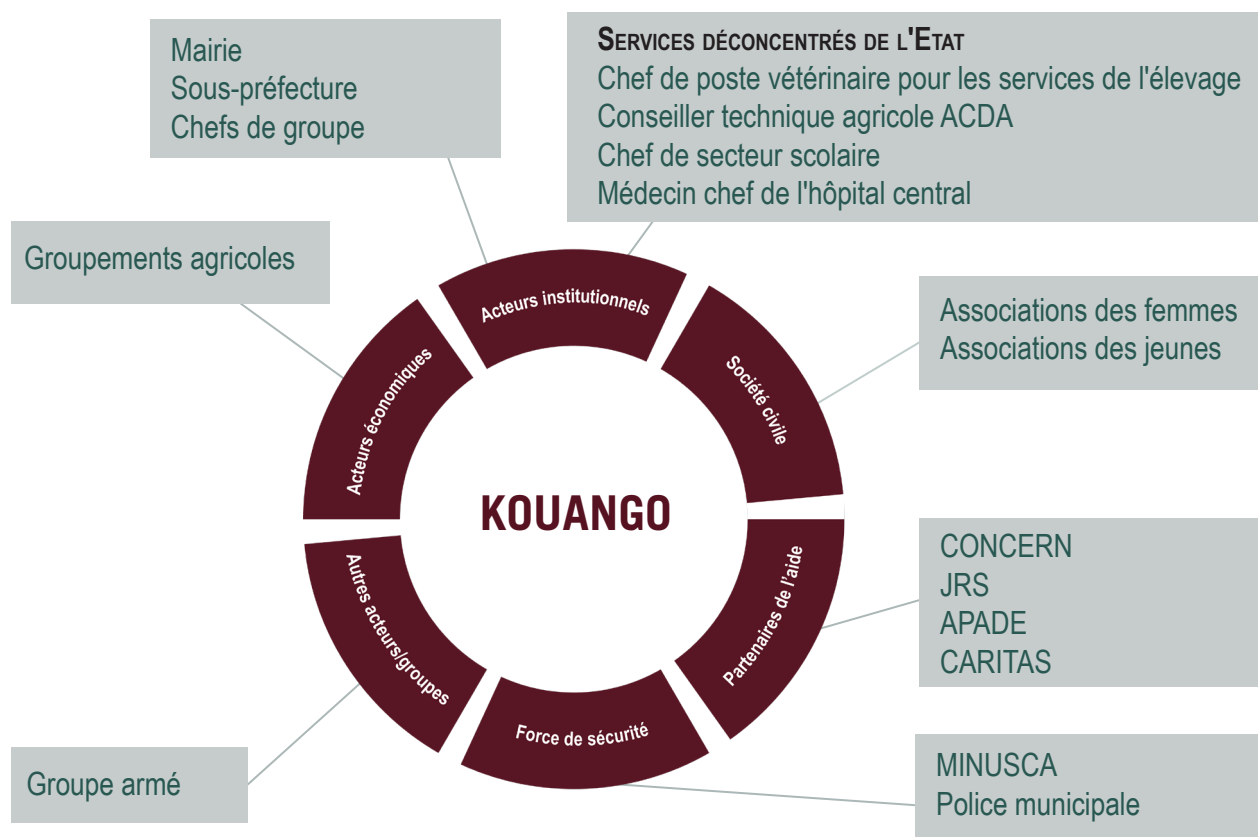 Mairie
Sous-préfecture
Chefs de groupe
Services déconcentrés de l'Etat
Chef de poste vétérinaire pour les services de l'élevage
Conseiller technique agricole ACDA
Chef de secteur scolaire
Médecin chef de l'hôpital central
Groupements agricoles
Associations des femmes
Associations des jeunes
Acteurs institutionnels
Acteurs économiques
Société civile
KOUANGO
Autres acteurs/groupes
Partenaires de l'aide
Force de sécurité
CONCERN
JRS
APADE
CARITAS
Groupe armé
MINUSCA
Police municipale